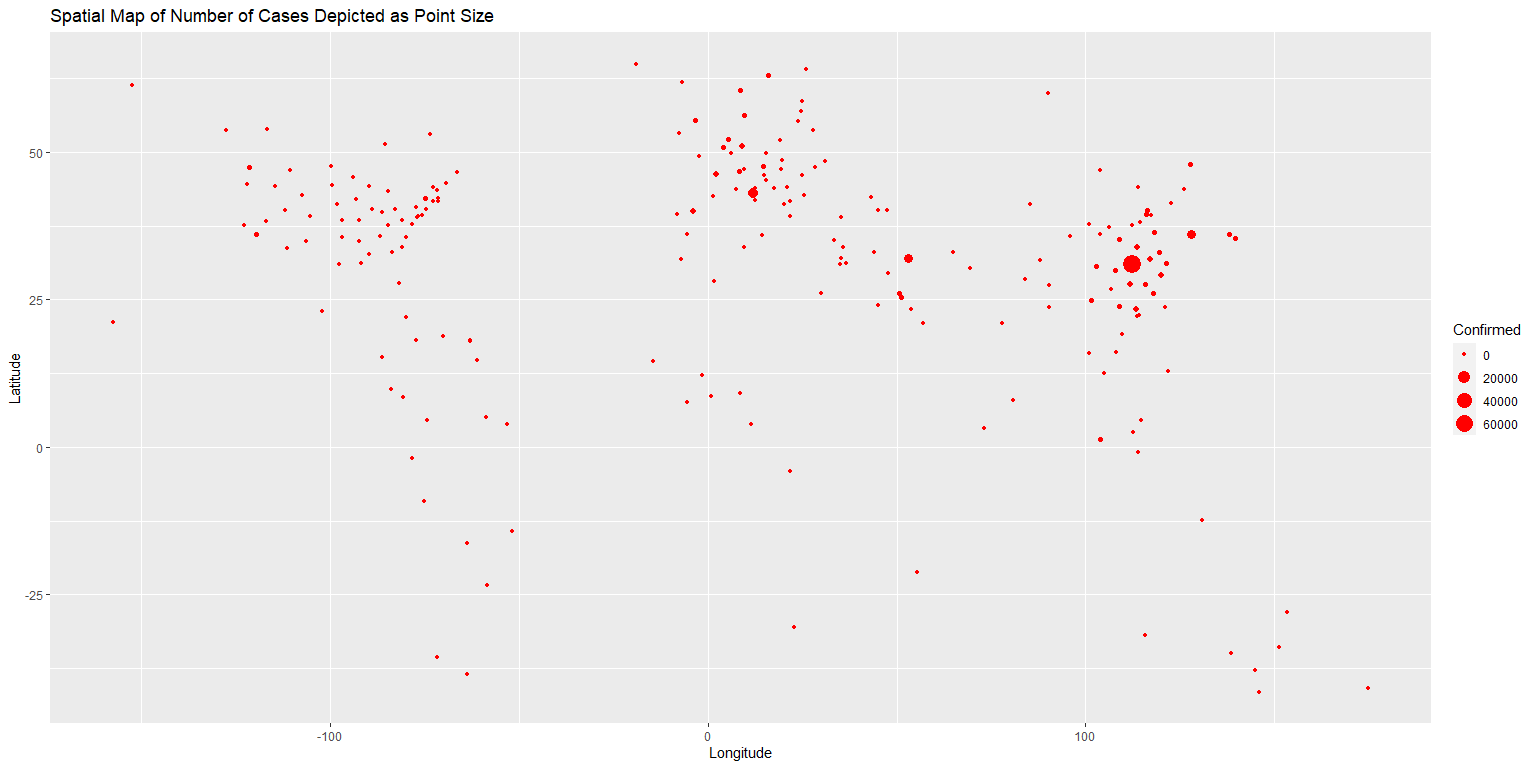 Spatial Map of Number of Cases Depicted as Point Size
50
25
0
-25
Latitude
-100
0
100
Longitude
Confirmed
0
20000
40000
60000